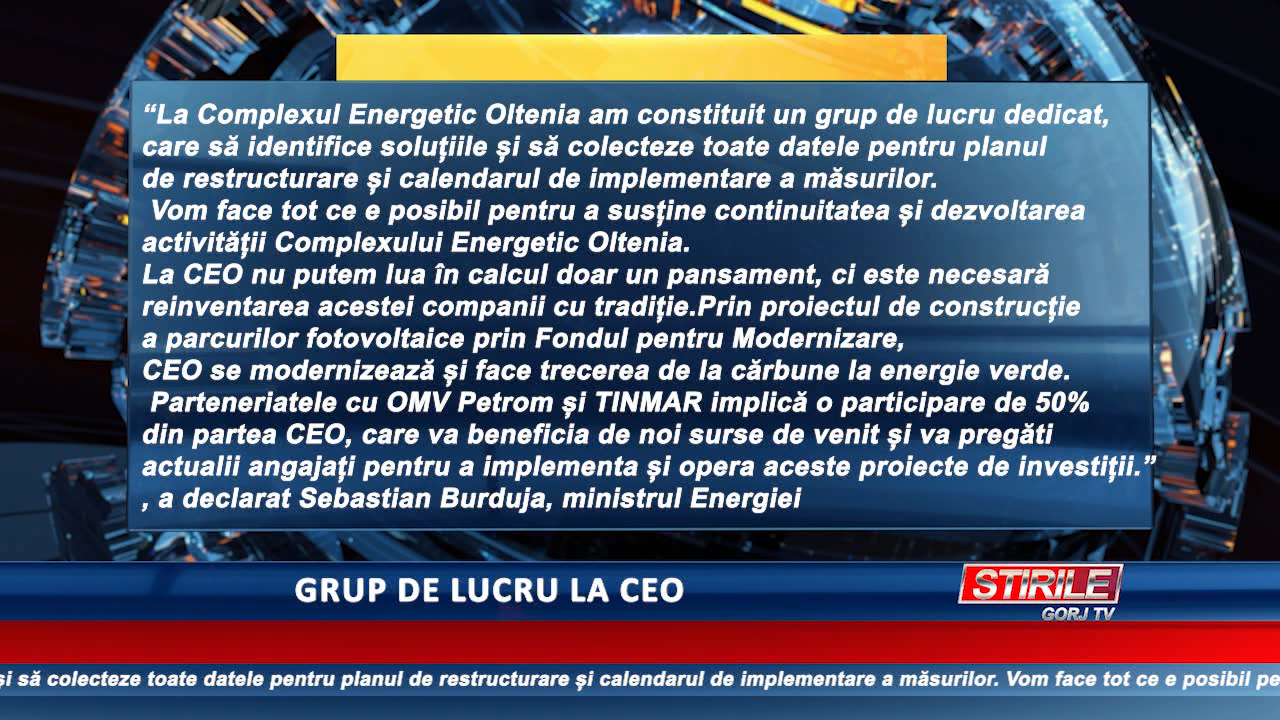 “La Complexul Energetic Oltenia am constituit un grup de lucru dedicat,
care să identifice soluțiile și să colecteze toate datele pentru planul
de restructurare și calendarul de implementare a măsurilor.
Vom face tot ce e posibil pentru a susține continuitatea și dezvoltarea
activității Complexului Energetic Oltenia.
La CEO nu putem lua în calcul doar un pansament, ci este necesară
reinventarea acestei companii cu tradiție.Prin proiectul de construcție
a parcurilor fotovoltaice prin Fondul pentru Modernizare,
CEO se modernizează și face trecerea de la cărbune la energie verde.
Parteneriatele cu OMV Petrom și TINMAR implică o participare de 50%
din partea CEO, care va beneficia de noi surse de venit și va pregăti
actualii angajați pentru a implementa și opera aceste proiecte de investiții.”
, a declarat Sebastian Burduja, ministrul Energiei
GRUP DE LUCRU LA CEO
STIRILE
GORJ TV
și să colecteze toate datele pentru planul de restructurare și calendarul de implementare a măsurilor. Vom face tot ce e posibil pe